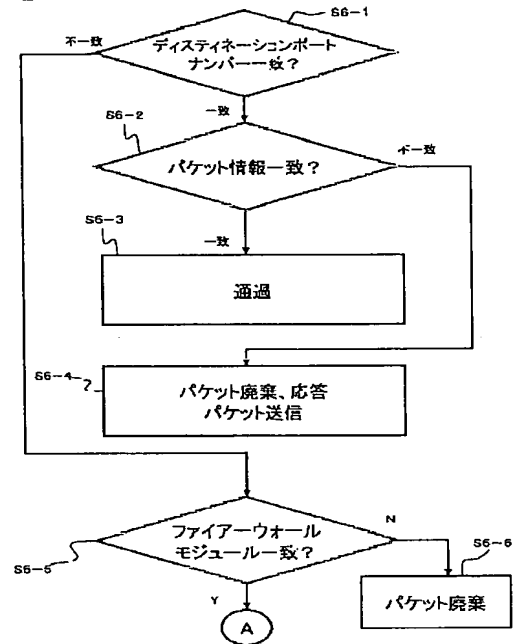 S6-1
ディスティネーションポート
ナンバー一致?
不一致
一致
S6-2
パケット情報一致?
不一致
一致
S6-3
通過
S6-4
パケット廃棄、応答
パケット送信
ファイアーウォール
モジュール一致?
S6-5
N
S6-6
パケット廃棄
Y
A